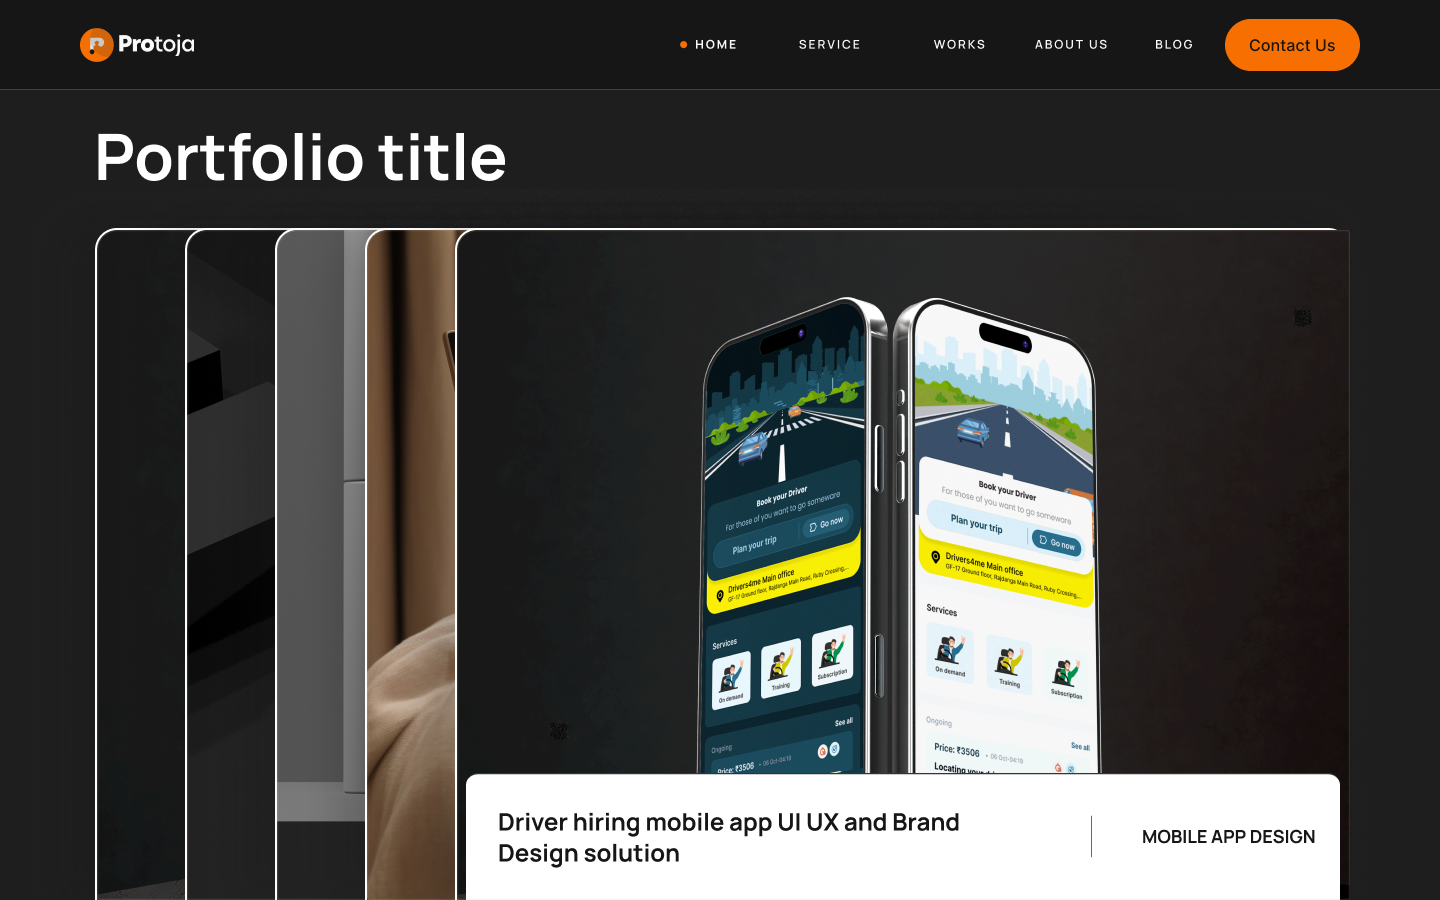 Protoja
HOME
SERVICE
WORKS
ABOUT US
BLOG
Contact Us
Portfolio title
Book your Driver
For those of you want to go someware
Plan your trip
Go now
Drivers4me Main office
GF-17 Ground floor, Rajdanga Main Road, Ruby Crossing,...
Services
On demand
Training
Subscription
See all
Ongoing
Price: ₹3506
• 06 Oct-04:19
Book your Driver
For those of you want to go someware
Plan your trip
Go now
Drivers4me Main office
GF-17 Ground floor, Rajdanga Main Road, Ruby Crossing,...
Services
On demand
Training
Subscription
Ongoing
See all
Price: ₹3506
• 06 Oct-04:19
Locating your
Driver hiring mobile app UI UX and Brand
Design solution
MOBILE APP DESIGN